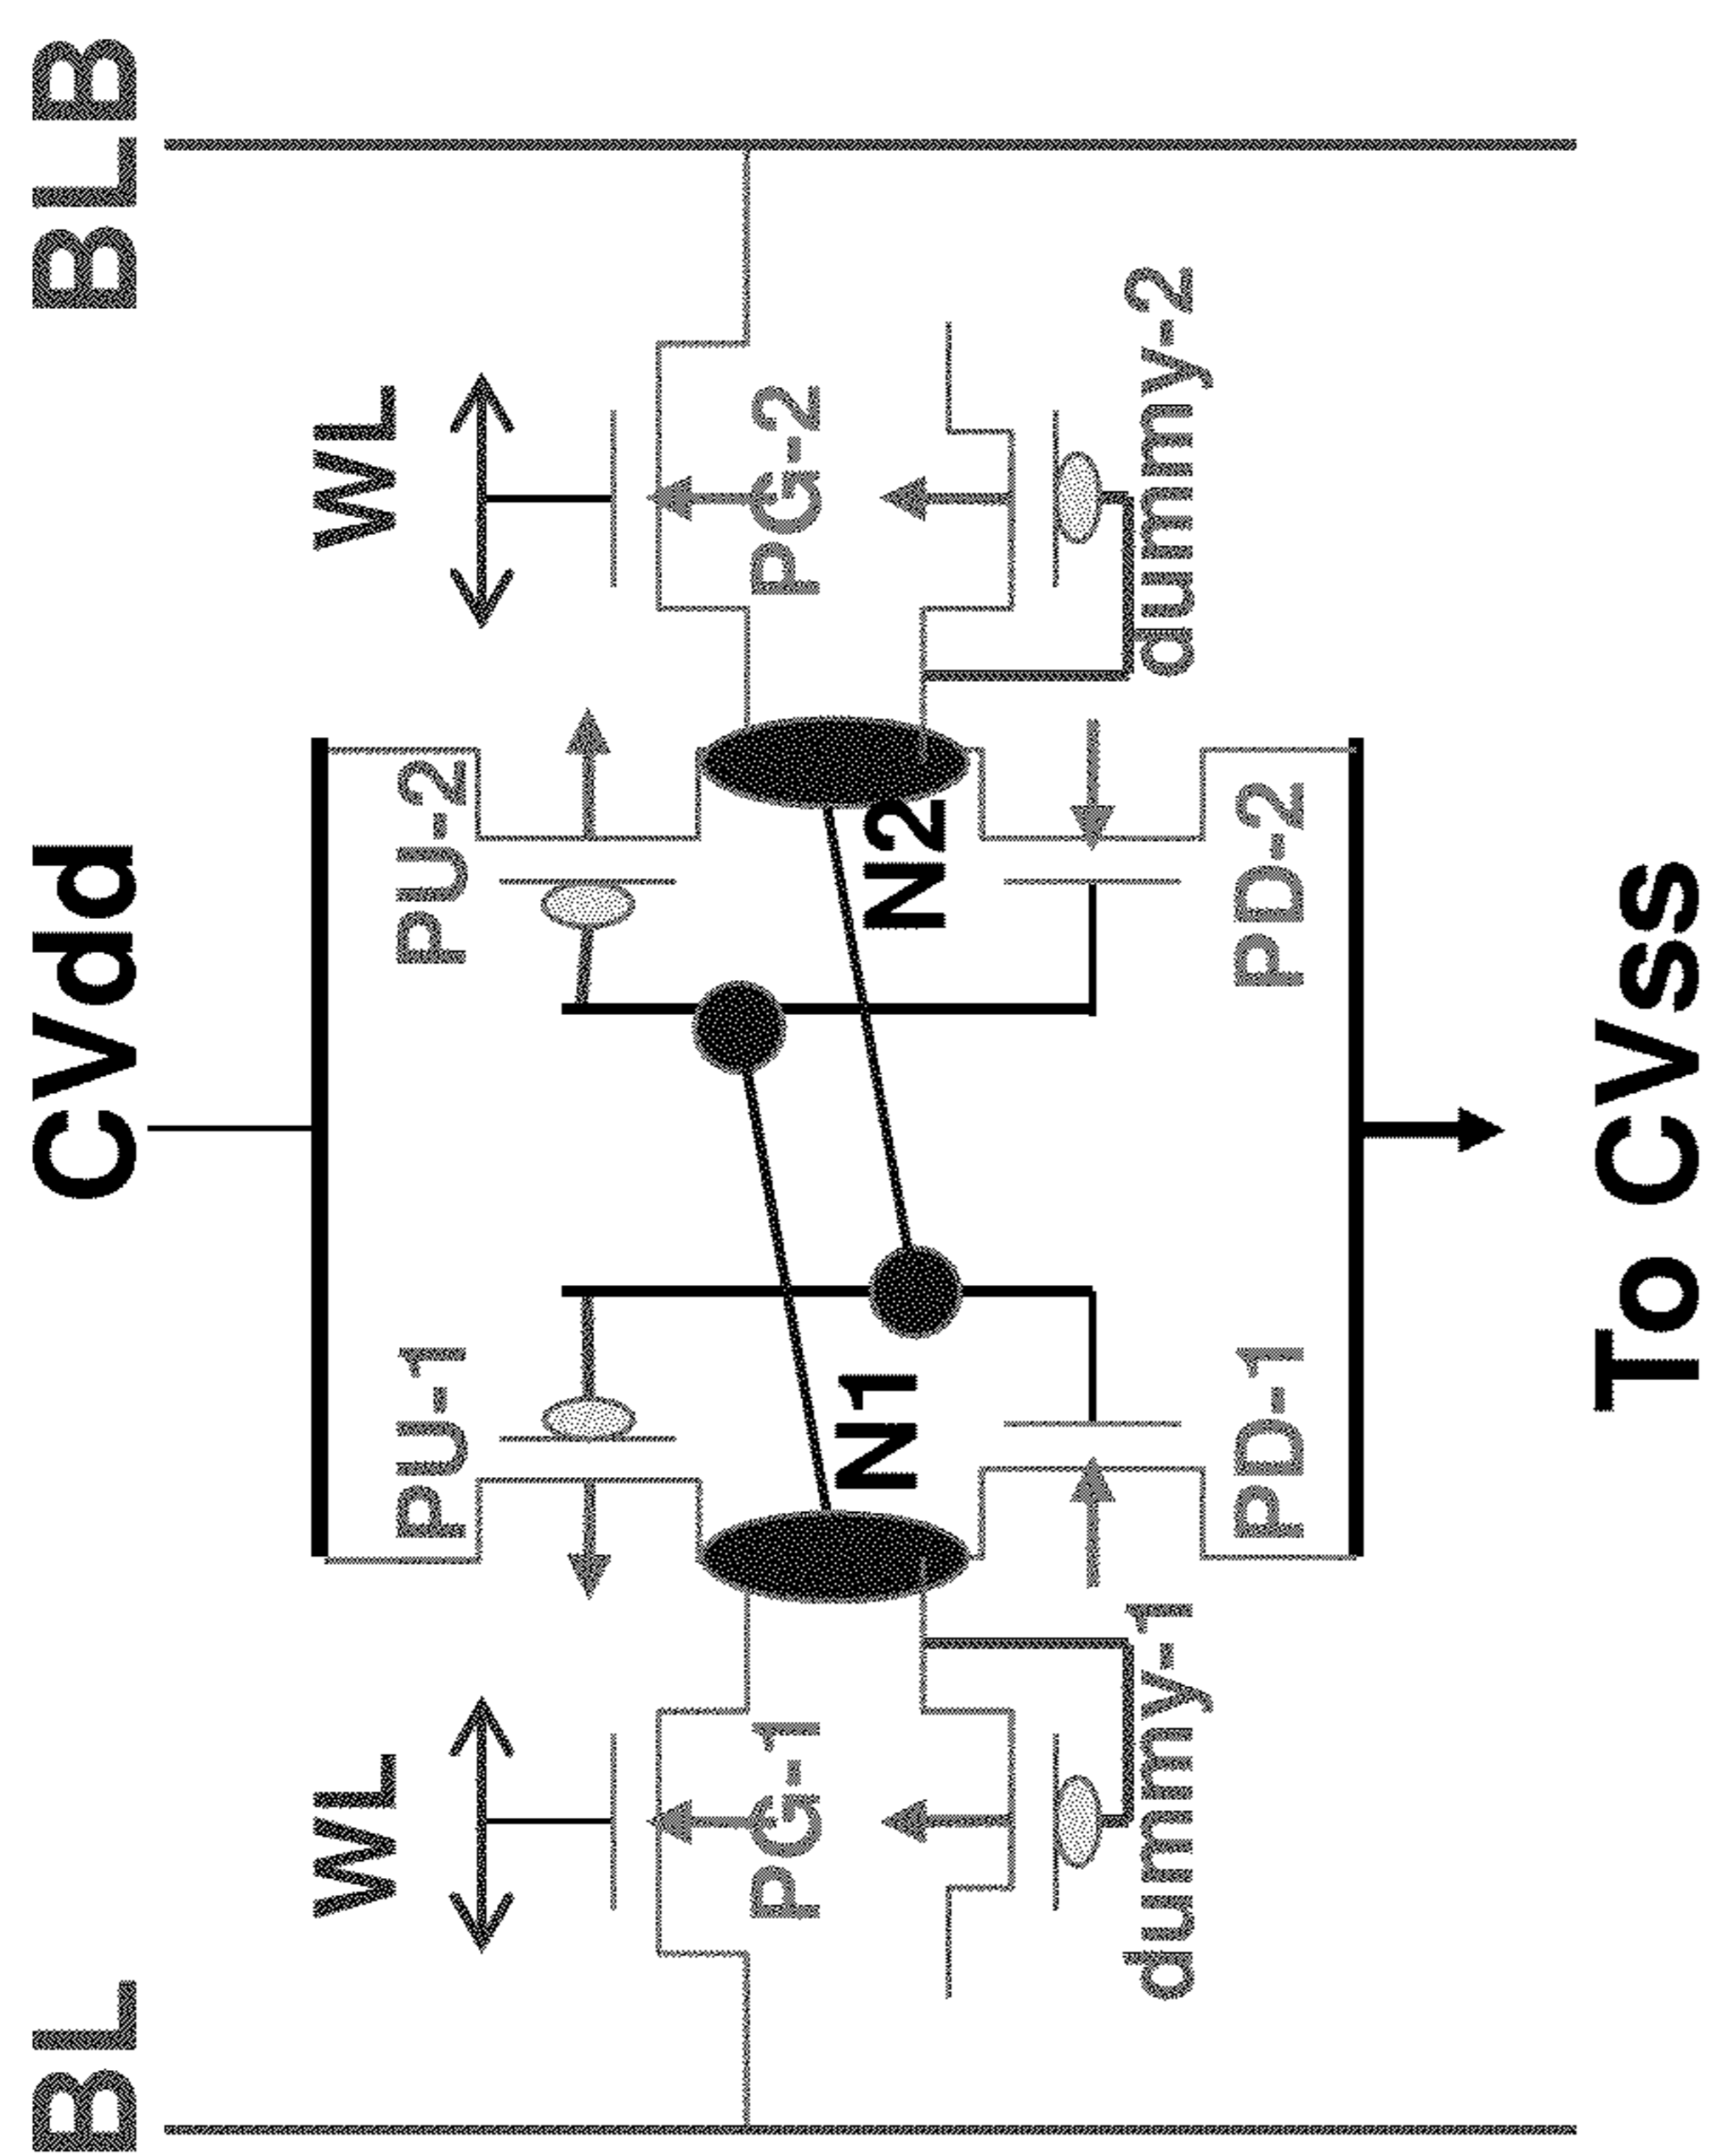 BL
CVdd
BLB
WL
WL
PU-1
PU-2
PG-1
N1
N2
PG-2
dummy-1
PD-1
PD-2
dummy-2
To CVss